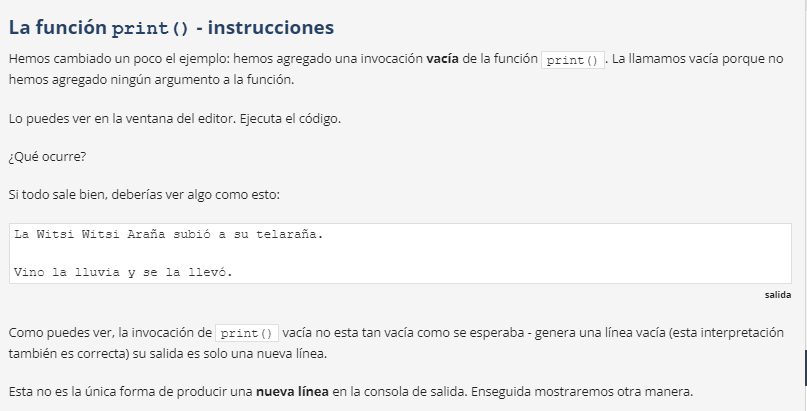 La función print() - instrucciones
Hemos cambiado un poco el ejemplo: hemos agregado una invocación vacía de la función print(). La llamamos vacía porque no
hemos agregado ningún argumento a la función.
Lo puedes ver en la ventana del editor. Ejecuta el código.
¿Qué ocurre?
Si todo sale bien, deberías ver algo como esto:
La Witsi Witsi Araña subió a su telaraña.
Vino la lluvia y se la llevó.
salida
Como puedes ver, la invocación de print() vacía no esta tan vacía como se esperaba - genera una línea vacía (esta interpretación
también es correcta) su salida es solo una nueva línea.
Esta no es la única forma de producir una nueva línea en la consola de salida. Enseguida mostraremos otra manera.